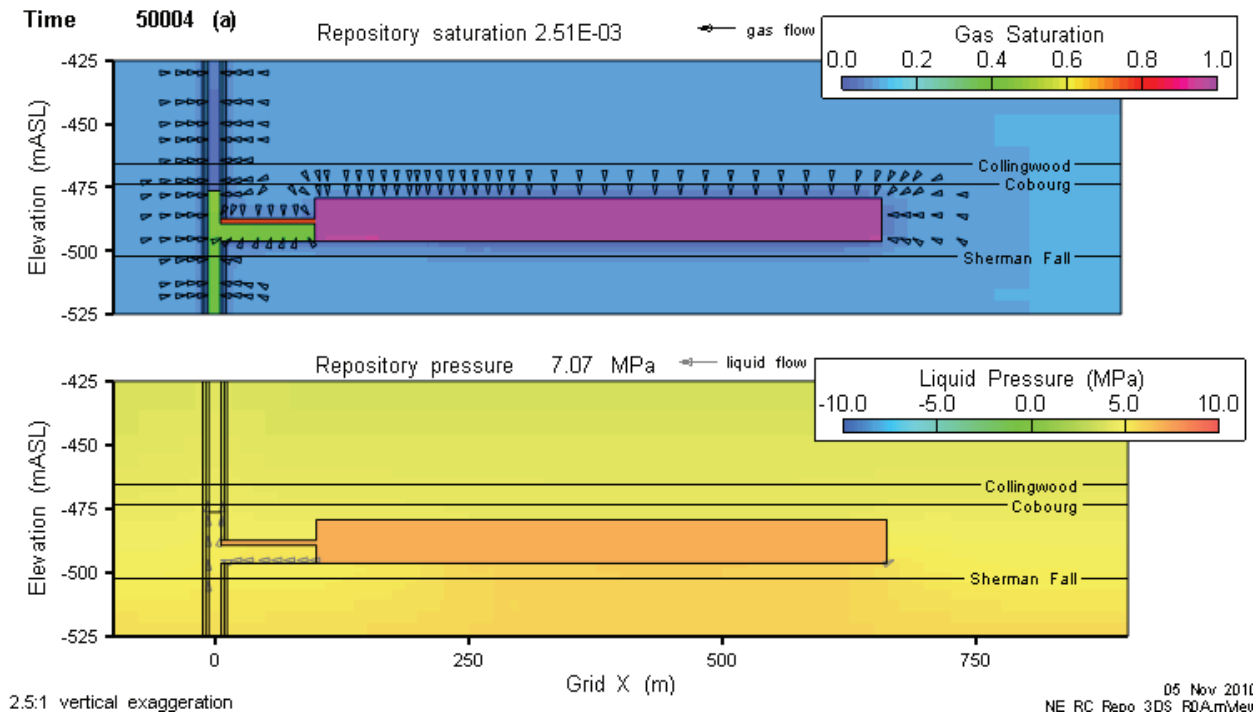 Time 50004 (a)
Repository saturation 2.51E-03
gas flow
Gas Saturation
0.0 0.2 0.4 0.6 0.8 1.0
Elevation (mASL)
-425
-450
-475
-500
-525
Collingwood
Cobourg
Sherman Fall
Repository pressure 7.07 MPa
liquid flow
Liquid Pressure (MPa)
-10.0 -5.0 0.0 5.0 10.0
Elevation (mASL)
-425
-450
-475
-500
-525
Collingwood
Cobourg
Sherman Fall
0 250 500 750
Grid X (m)
2.5:1 vertical exaggeration
05 Nov 2010
NE_RC_Repo_3DS_R0A.mView